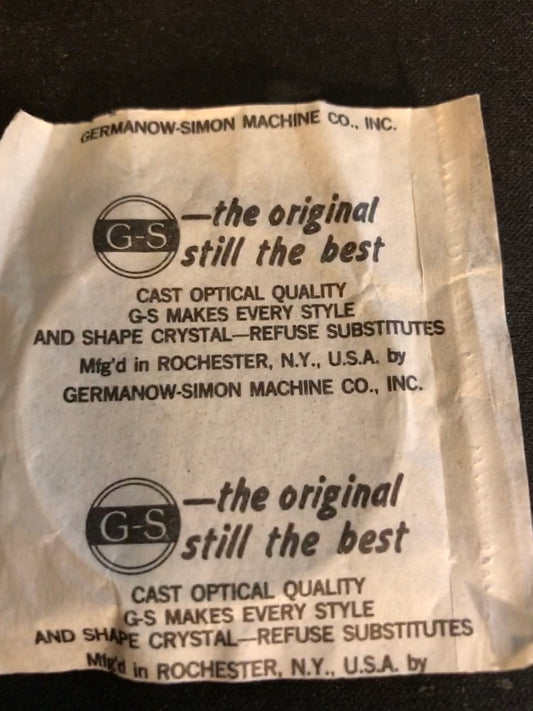 GERMANOW-SIMON MACHINE CO., INC.
G-S —the original
still the best
CAST OPTICAL QUALITY
G-S MAKES EVERY STYLE
AND SHAPE CRYSTAL—REFUSE SUBSTITUTES
Mfg'd in ROCHESTER, N.Y., U.S.A. by
GERMANOW-SIMON MACHINE CO., INC.
G-S —the original
still the best
CAST OPTICAL QUALITY
G-S MAKES EVERY STYLE
AND SHAPE CRYSTAL—REFUSE SUBSTITUTES
Mfg'd in ROCHESTER, N.Y., U.S.A. by